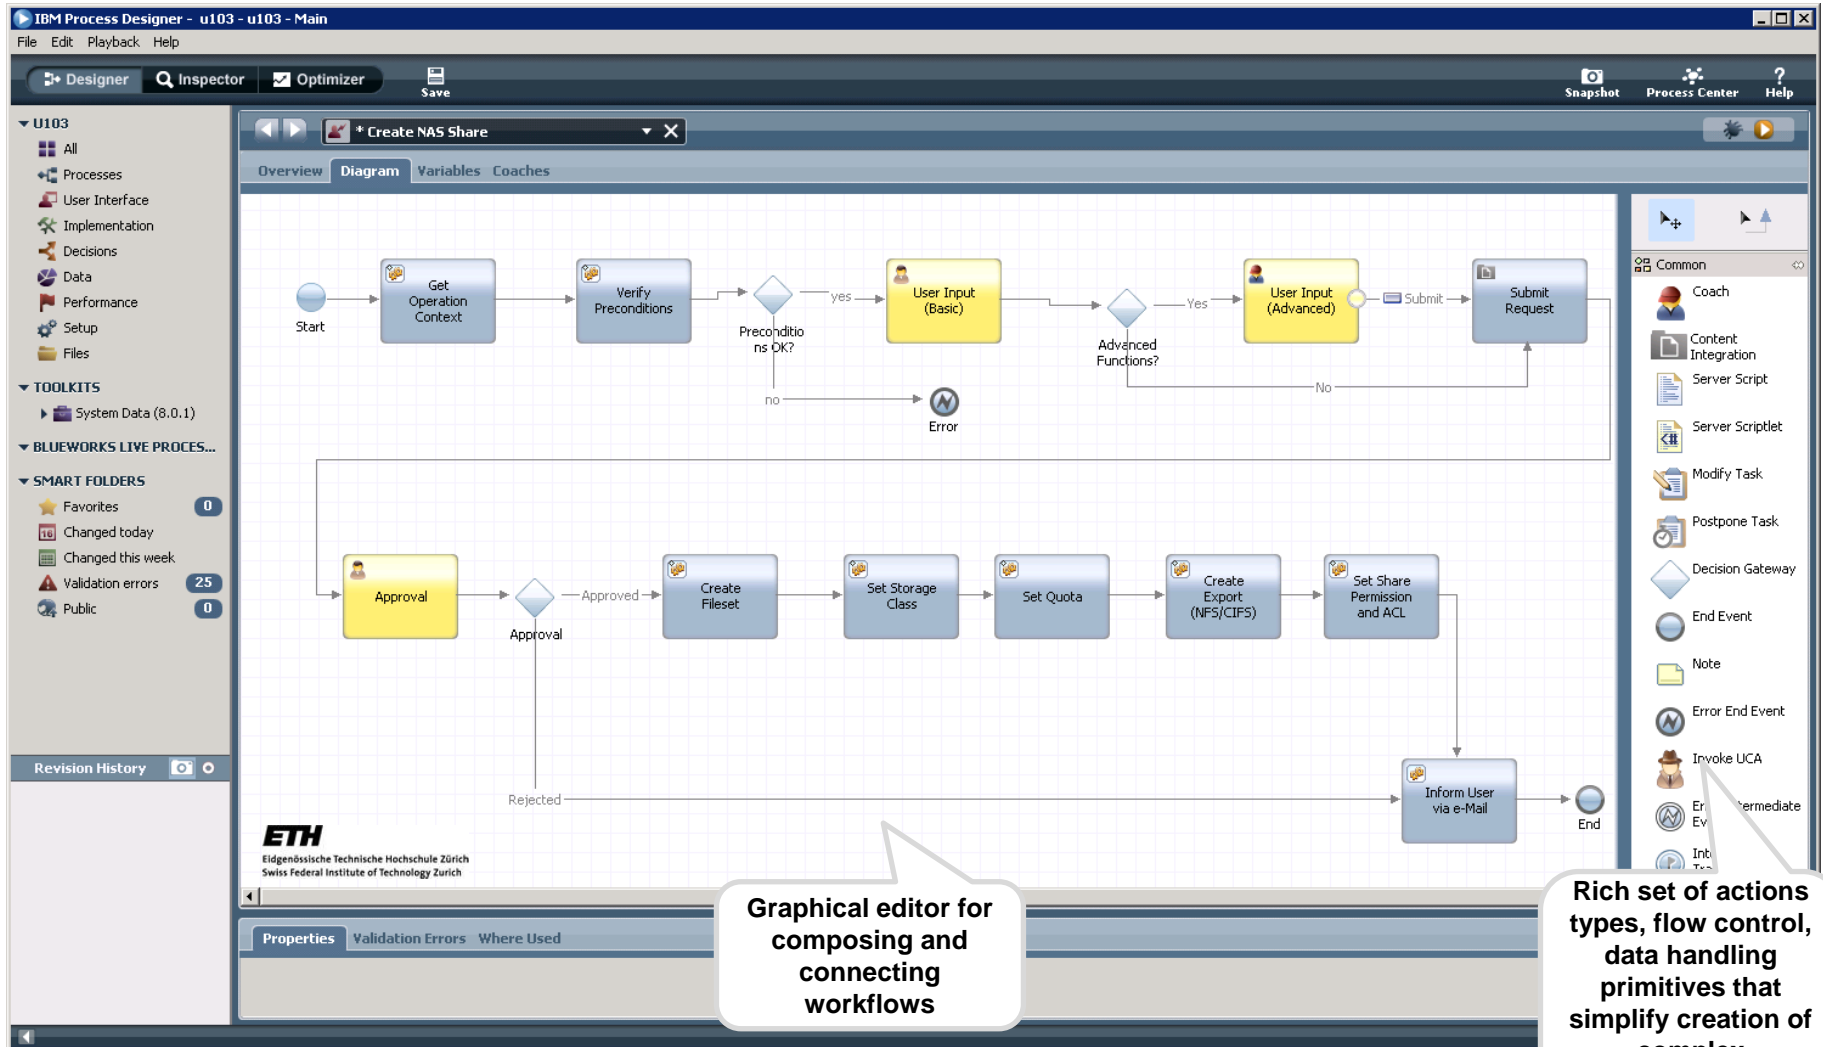 IBM Process Designer - u103 - u103 - Main
File Edit Playback Help
Designer Inspector Optimizer Save
Snapshot Process Center Help
U103
All
Processes
User Interface
Implementation
Decisions
Data
Performance
Setup
Files
TOOLKITS
System Data (8.0.1)
BLUEWORKS LIVE PROCES...
SMART FOLDERS
Favorites 0
Changed today
Changed this week
Validation errors 25
Public 0
Revision History
* Create NAS Share
Overview Diagram Variables Coaches
Start
Get
Operation
Context
Verify
Preconditions
Preconditio
ns OK?
yes
no
Error
User Input
(Basic)
Advanced
Functions?
Yes
No
User Input
(Advanced)
Submit
Submit
Request
Approval
Approval
Approved
Rejected
Create
Fileset
Set Storage
Class
Set Quota
Create
Export
(NFS/CIFS)
Set Share
Permission
and ACL
Inform User
via e-Mail
End
ETH
Eidgenössische Technische Hochschule Zürich
Swiss Federal Institute of Technology Zurich
Common
Coach
Content
Integration
Server Script
Server Scriptlet
Modify Task
Postpone Task
Decision Gateway
End Event
Note
Error End Event
Invoke UCA
Properties Validation Errors Where Used
Graphical editor for
composing and
connecting
workflows
Rich set of actions
types, flow control,
data handling
primitives that
simplify creation of